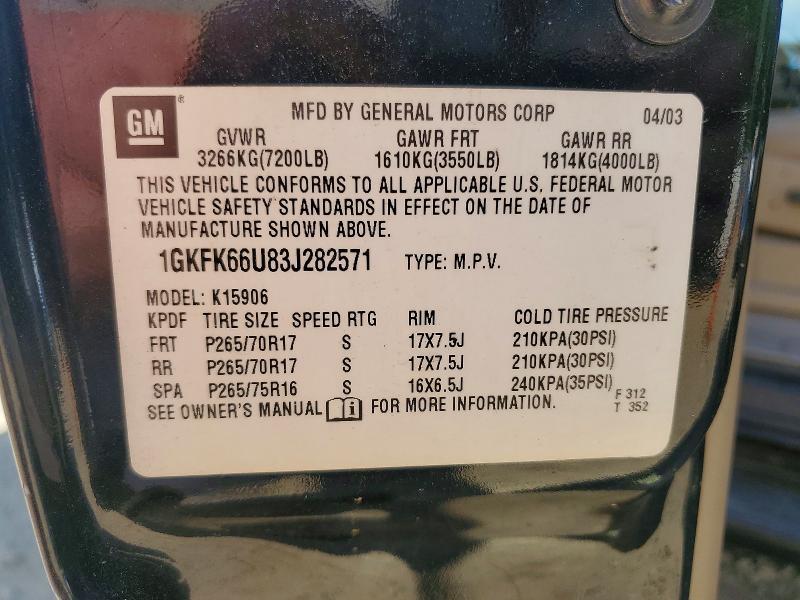 GM ® MFD BY GENERAL MOTORS CORP 04/03
GVWR GAWR FRT GAWR RR
3266KG(7200LB) 1610KG(3550LB) 1814KG(4000LB)
THIS VEHICLE CONFORMS TO ALL APPLICABLE U.S. FEDERAL MOTOR
VEHICLE SAFETY STANDARDS IN EFFECT ON THE DATE OF
MANUFACTURE SHOWN ABOVE.
1GKFK66U83J282571 TYPE: M.P.V.
MODEL: K15906
KPDF TIRE SIZE SPEED RTG RIM COLD TIRE PRESSURE
FRT P265/70R17 S 17X7.5J 210KPA(30PSI)
RR P265/70R17 S 17X7.5J 210KPA(30PSI)
SPA P265/75R16 S 16X6.5J 240KPA(35PSI)
SEE OWNER'S MANUAL i FOR MORE INFORMATION. F 312
T 352